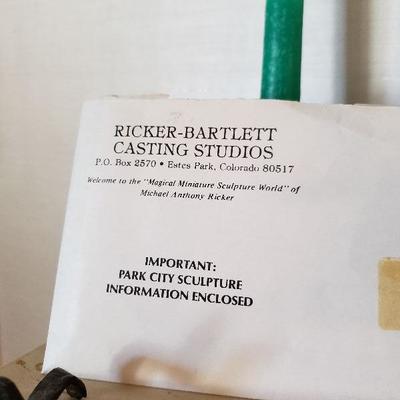 RICKER-BARTLETT
CASTING STUDIOS
P.O. Box 2570 • Estes Park, Colorado 80517
Welcome to the "Magical Miniature Sculpture World" of
Michael Anthony Ricker
IMPORTANT:
PARK CITY SCULPTURE
INFORMATION ENCLOSED